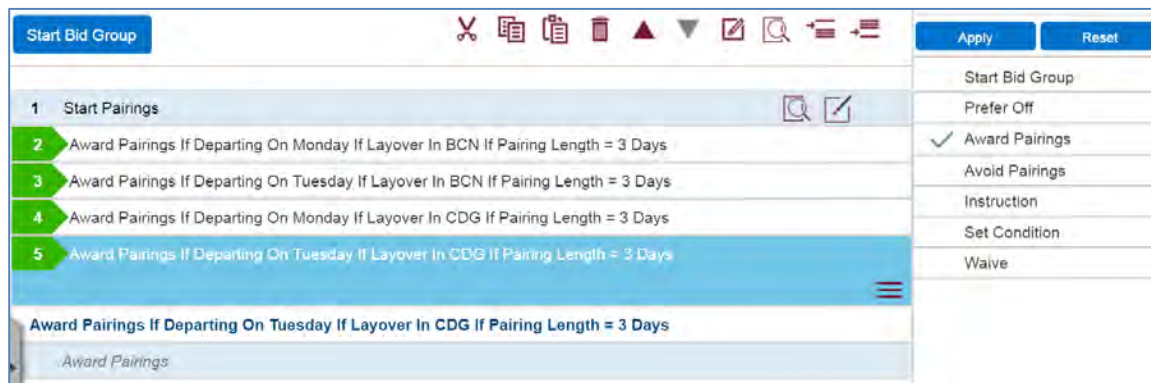 Start Bid Group
Apply
Reset
Start Bid Group
1 Start Pairings
Prefer Off
2 Award Pairings If Departing On Monday If Layover In BCN If Pairing Length = 3 Days
Award Pairings
3 Award Pairings If Departing On Tuesday If Layover In BCN If Pairing Length = 3 Days
Avoid Pairings
4 Award Pairings If Departing On Monday If Layover In CDG If Pairing Length = 3 Days
Instruction
5 Award Pairings If Departing On Tuesday If Layover In CDG If Pairing Length = 3 Days
Set Condition
Waive
Award Pairings If Departing On Tuesday If Layover In CDG If Pairing Length = 3 Days
Award Pairings